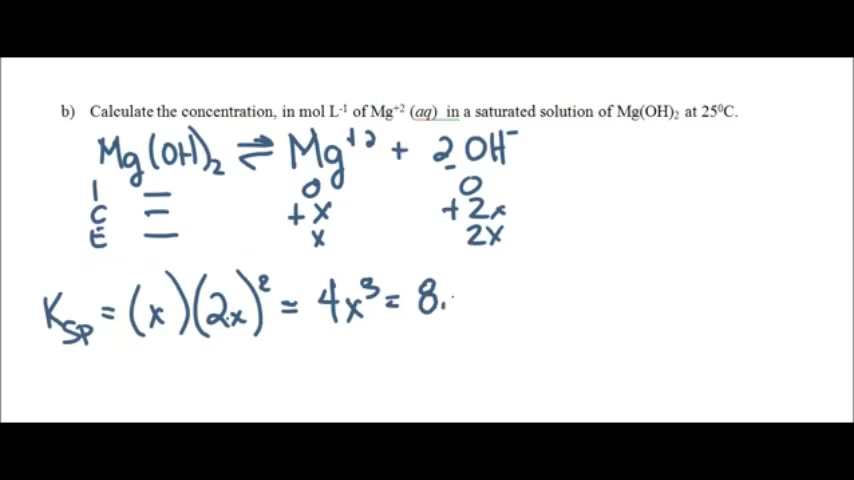 b) Calculate the concentration, in mol L⁻¹ of Mg⁺² (aq) in a saturated solution of Mg(OH)₂ at 25⁰C.
Mg(OH)₂ ⇌ Mg⁺² + 2OH⁻
I — 0 0
C — +x +2x
E — x 2x
Ksp = (x)(2x)² = 4x³ = 8.